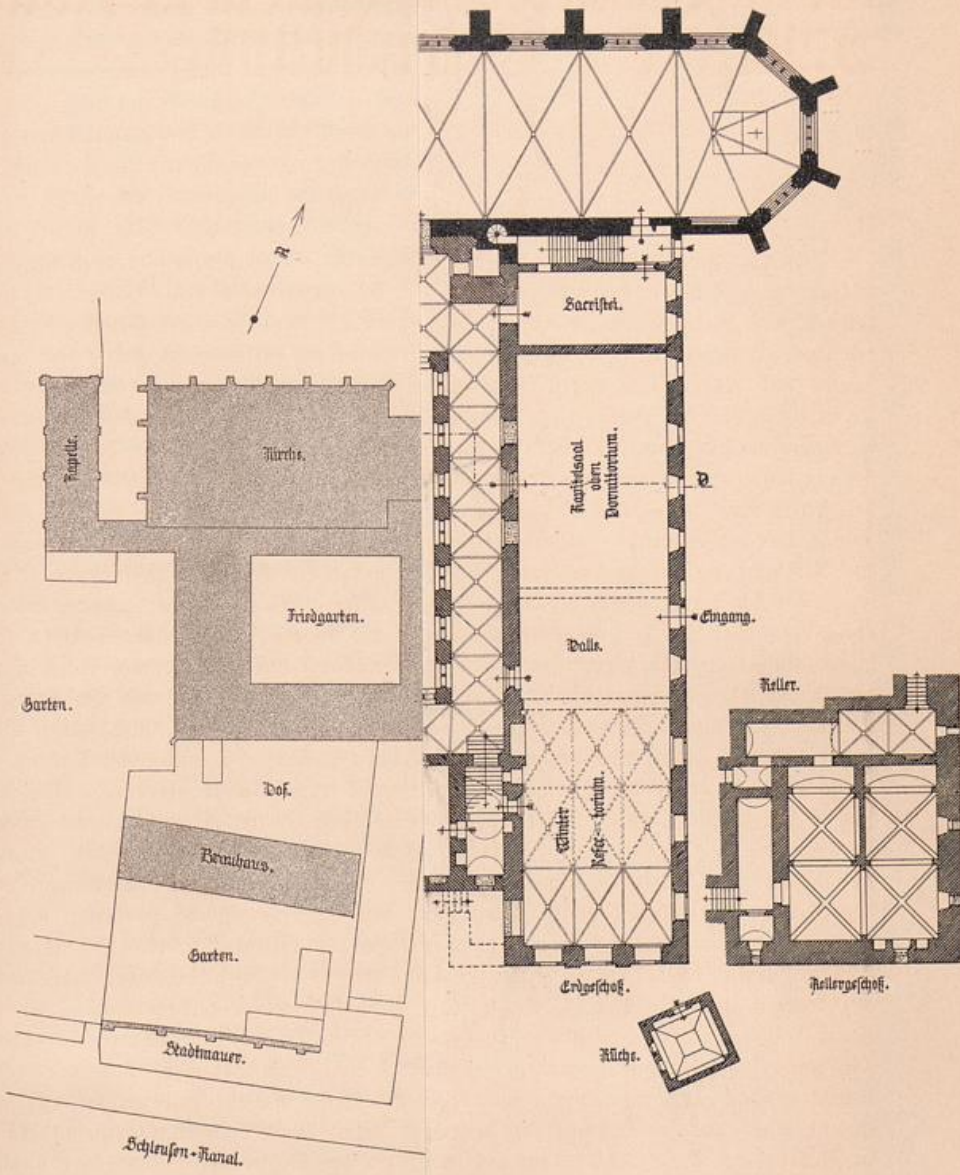 N
Sacristei.
Kapelle.
Kirche.
Kapitelsaal
oben
Dormitorium.
Friedgarten.
Eingang.
Halle.
Keller.
Garten.
Hof.
Winter
Refec-torium.
Brauhaus.
Garten.
Erdgeschoß.
Kellergeschoß.
Stadtmauer.
Küche.
Schleusen-Kanal.